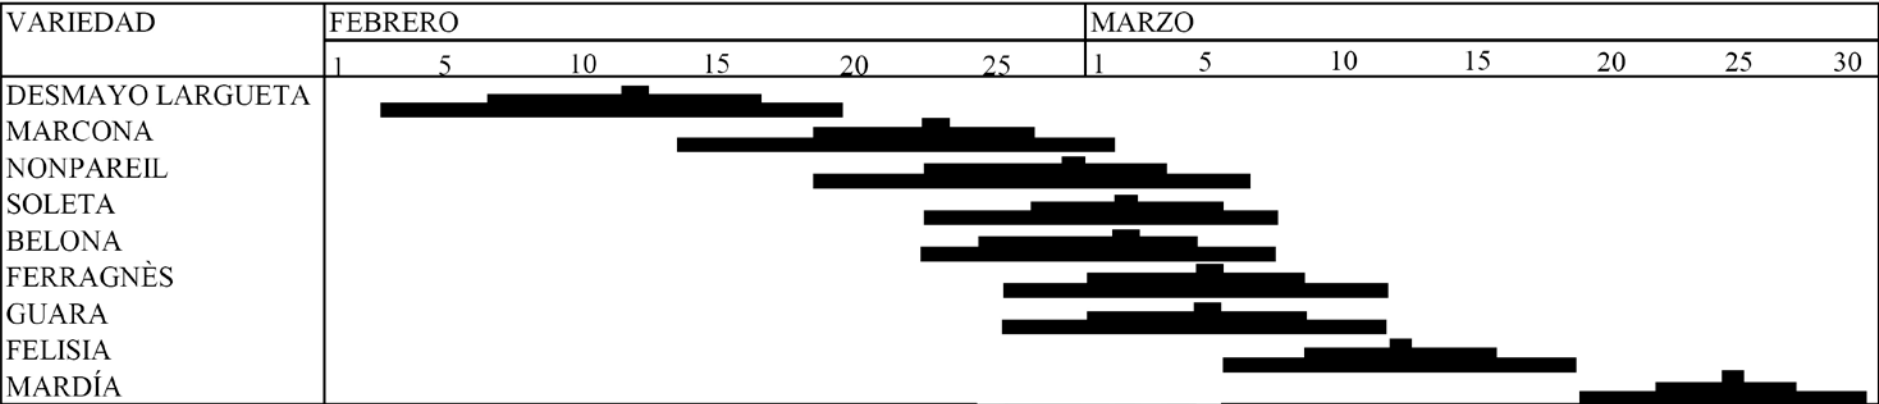 VARIEDAD FEBRERO MARZO
1 5 10 15 20 25 1 5 10 15 20 25 30
DESMAYO LARGUETA
MARCONA
NONPAREIL
SOLETA
BELONA
FERRAGNÈS
GUARA
FELISIA
MARDÍA